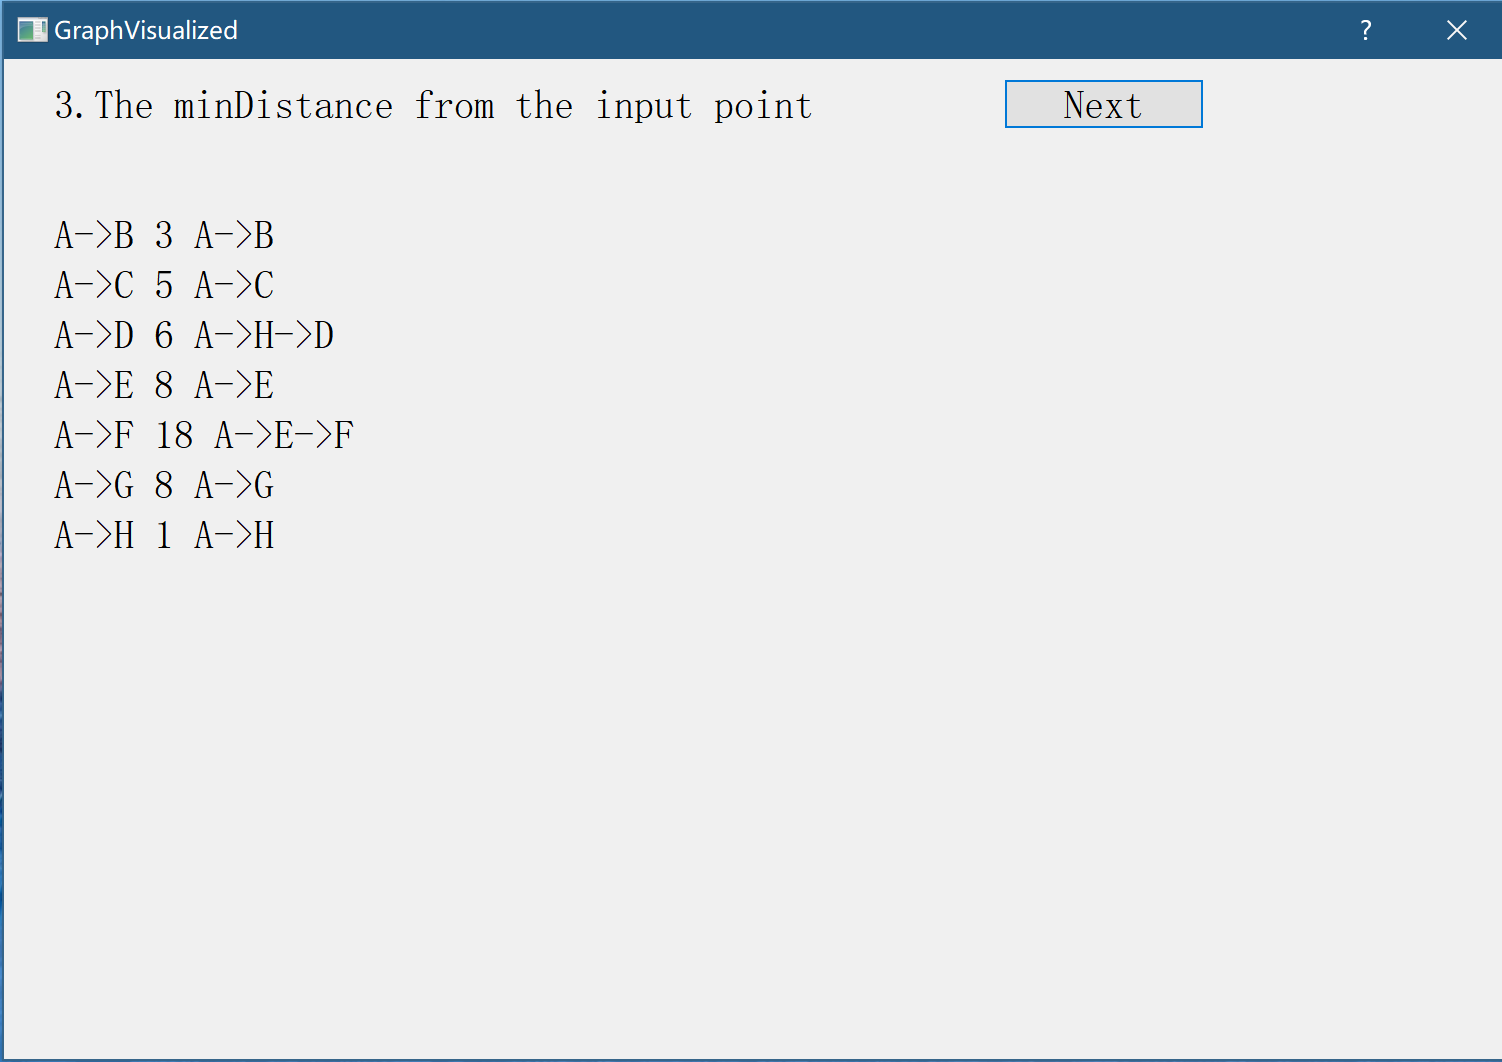 GraphVisualized
?
3.The minDistance from the input point
Next
A->B 3 A->B
A->C 5 A->C
A->D 6 A->H->D
A->E 8 A->E
A->F 18 A->E->F
A->G 8 A->G
A->H 1 A->H